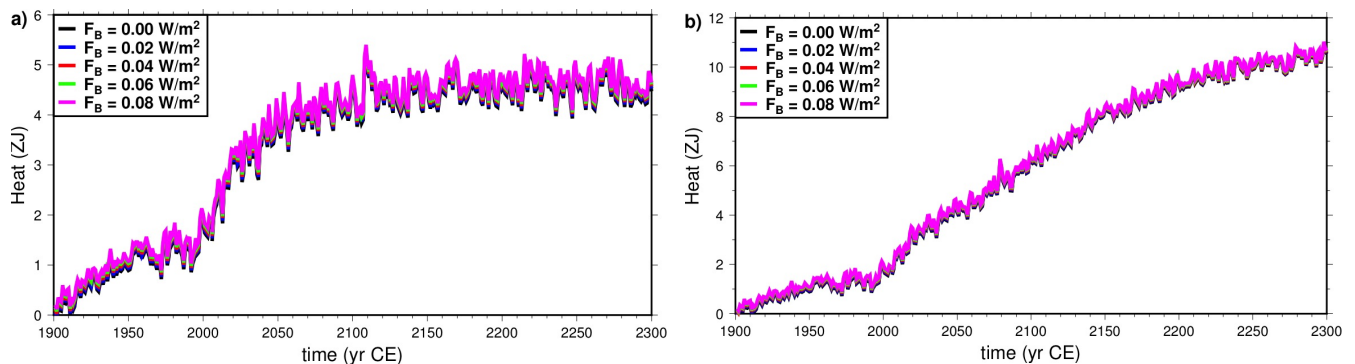 a)
6
5
4
3
2
1
0
Heat (ZJ)
F_B = 0.00 W/m²
F_B = 0.02 W/m²
F_B = 0.04 W/m²
F_B = 0.06 W/m²
F_B = 0.08 W/m²
1900 1950 2000 2050 2100 2150 2200 2250 2300
time (yr CE)
b)
12
10
8
6
4
2
0
Heat (ZJ)
F_B = 0.00 W/m²
F_B = 0.02 W/m²
F_B = 0.04 W/m²
F_B = 0.06 W/m²
F_B = 0.08 W/m²
1900 1950 2000 2050 2100 2150 2200 2250 2300
time (yr CE)